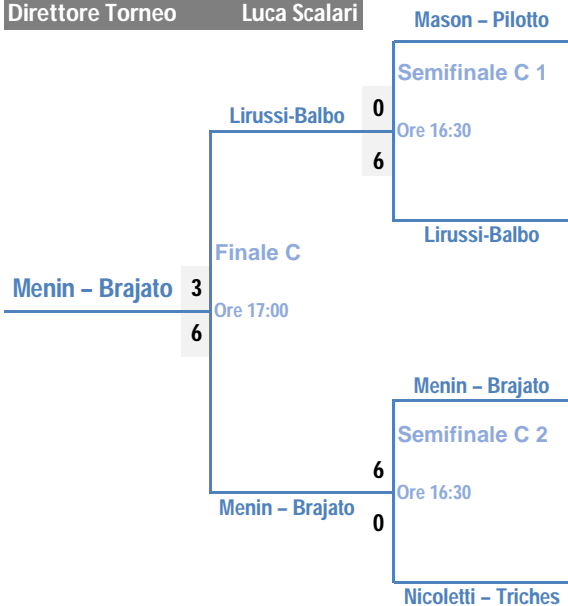 Direttore Torneo Luca Scalari
Mason – Pilotto
Semifinale C 1
Lirussi-Balbo 0
Ore 16:30
6
Lirussi-Balbo
Finale C
Menin – Brajato 3
Ore 17:00
6
Menin – Brajato
Semifinale C 2
6
Ore 16:30
Menin – Brajato 0
Nicoletti – Triches